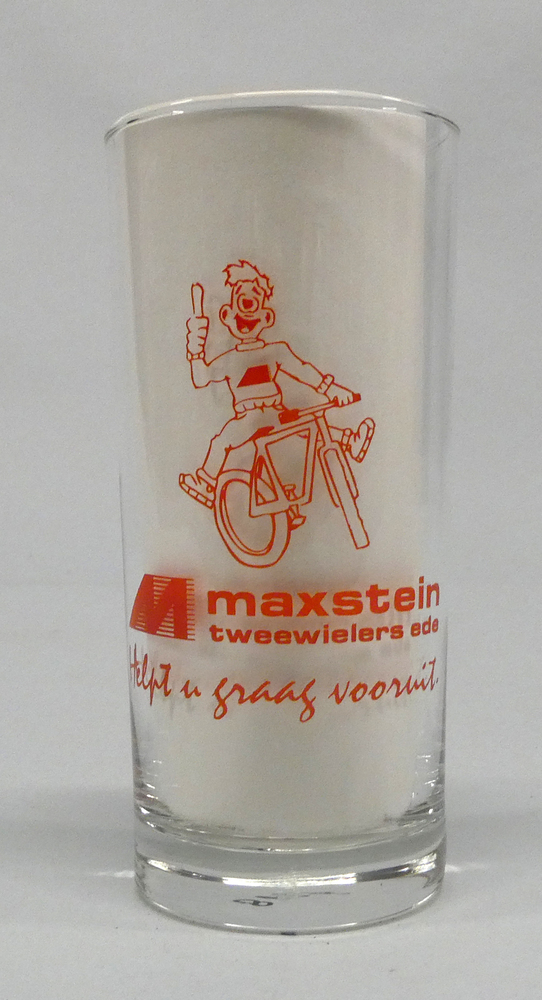 maxstein
tweewielers ede
Helpt u graag vooruit.